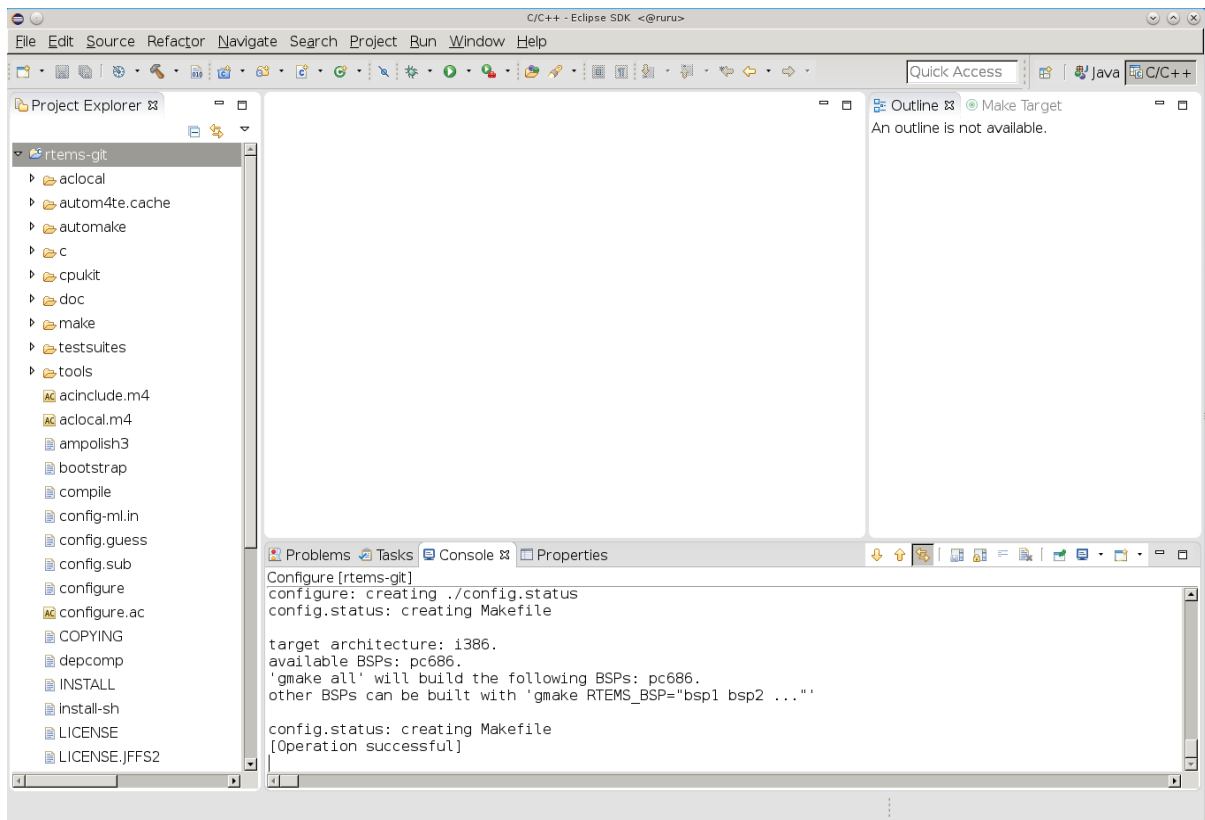 C/C++ - Eclipse SDK <@ruru>
File Edit Source Refactor Navigate Search Project Run Window Help
Quick Access Java C/C++
Project Explorer
rtems-git
aclocal
autom4te.cache
automake
c
cpukit
doc
make
testsuites
tools
acinclude.m4
aclocal.m4
ampolish3
bootstrap
compile
config-ml.in
config.guess
config.sub
configure
configure.ac
COPYING
depcomp
INSTALL
install-sh
LICENSE
LICENSE.JFFS2
Outline Make Target
An outline is not available.
Problems Tasks Console Properties
Configure [rtems-git]
configure: creating ./config.status
config.status: creating Makefile
target architecture: i386.
available BSPs: pc686.
'gmake all' will build the following BSPs: pc686.
other BSPs can be built with 'gmake RTEMS_BSP="bsp1 bsp2 ..."'
config.status: creating Makefile
[Operation successful]